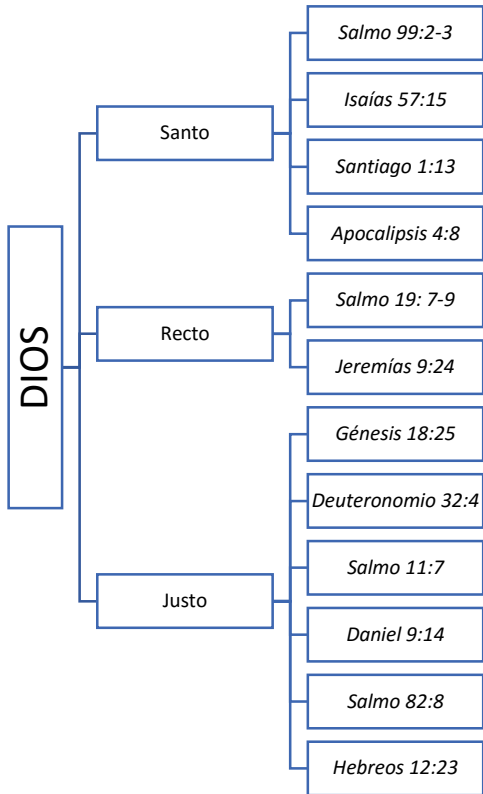 DIOS
Santo
Salmo 99:2-3
Isaías 57:15
Santiago 1:13
Apocalipsis 4:8
Recto
Salmo 19: 7-9
Jeremías 9:24
Justo
Génesis 18:25
Deuteronomio 32:4
Salmo 11:7
Daniel 9:14
Salmo 82:8
Hebreos 12:23